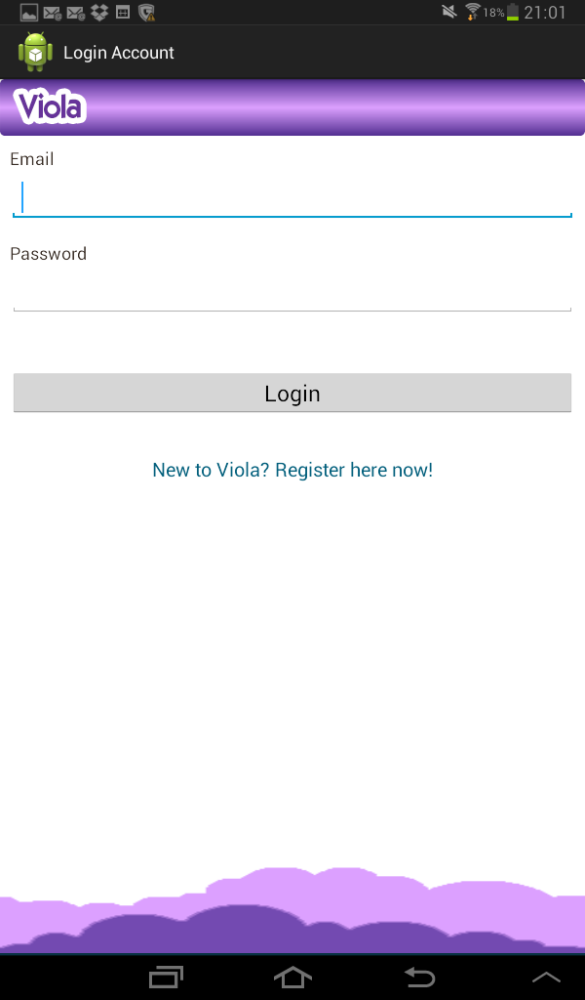 18% 21:01
Login Account
Viola
Email
Password
Login
New to Viola? Register here now!